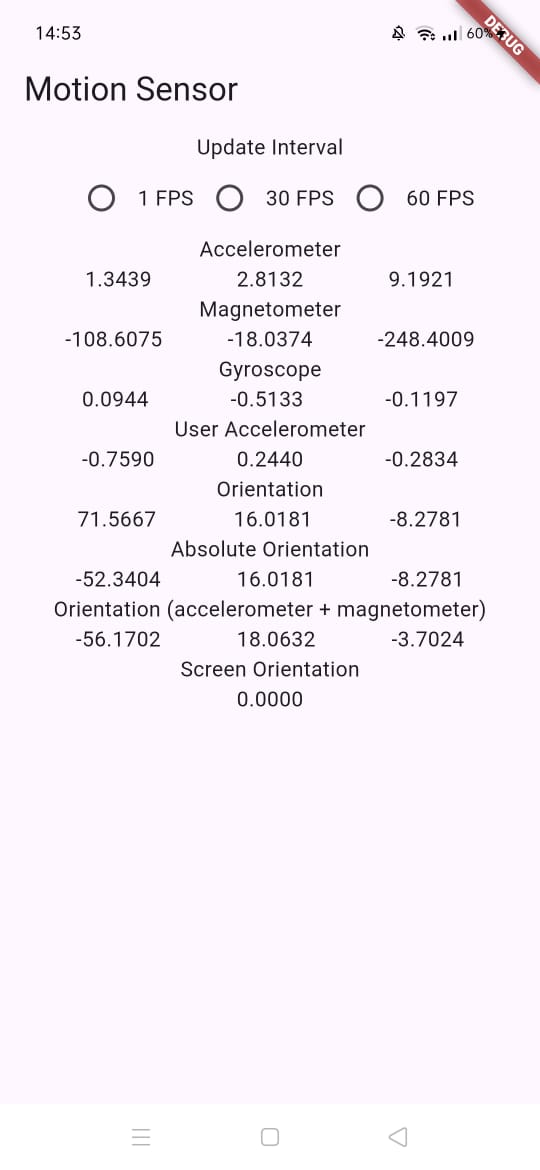 14:53
60%
DEBUG
Motion Sensor
Update Interval
1 FPS 30 FPS 60 FPS
Accelerometer
1.3439 2.8132 9.1921
Magnetometer
-108.6075 -18.0374 -248.4009
Gyroscope
0.0944 -0.5133 -0.1197
User Accelerometer
-0.7590 0.2440 -0.2834
Orientation
71.5667 16.0181 -8.2781
Absolute Orientation
-52.3404 16.0181 -8.2781
Orientation (accelerometer + magnetometer)
-56.1702 18.0632 -3.7024
Screen Orientation
0.0000